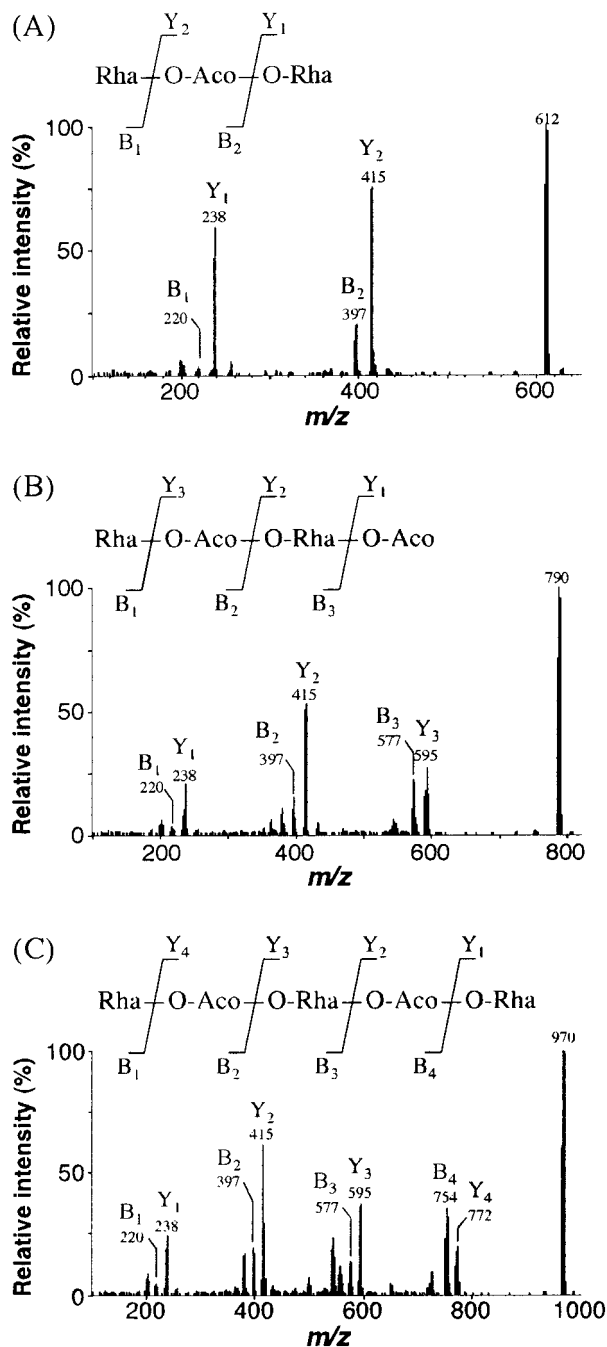 (A)
Y2 Y1
Rha-O-Aco-O-Rha
B1 B2
Relative intensity (%)
100
50
0
B1
220
Y1
238
B2
397
Y2
415
612
200 400 600
m/z
(B)
Y3 Y2 Y1
Rha-O-Aco-O-Rha-O-Aco
B1 B2 B3
Relative intensity (%)
100
50
0
B1
220
Y1
238
B2
397
Y2
415
B3
577
Y3
595
790
200 400 600 800
m/z
(C)
Y4 Y3 Y2 Y1
Rha-O-Aco-O-Rha-O-Aco-O-Rha
B1 B2 B3 B4
Relative intensity (%)
100
50
0
B1
220
Y1
238
B2
397
Y2
415
B3
577
Y3
595
B4
754
Y4
772
970
200 400 600 800 1000
m/z